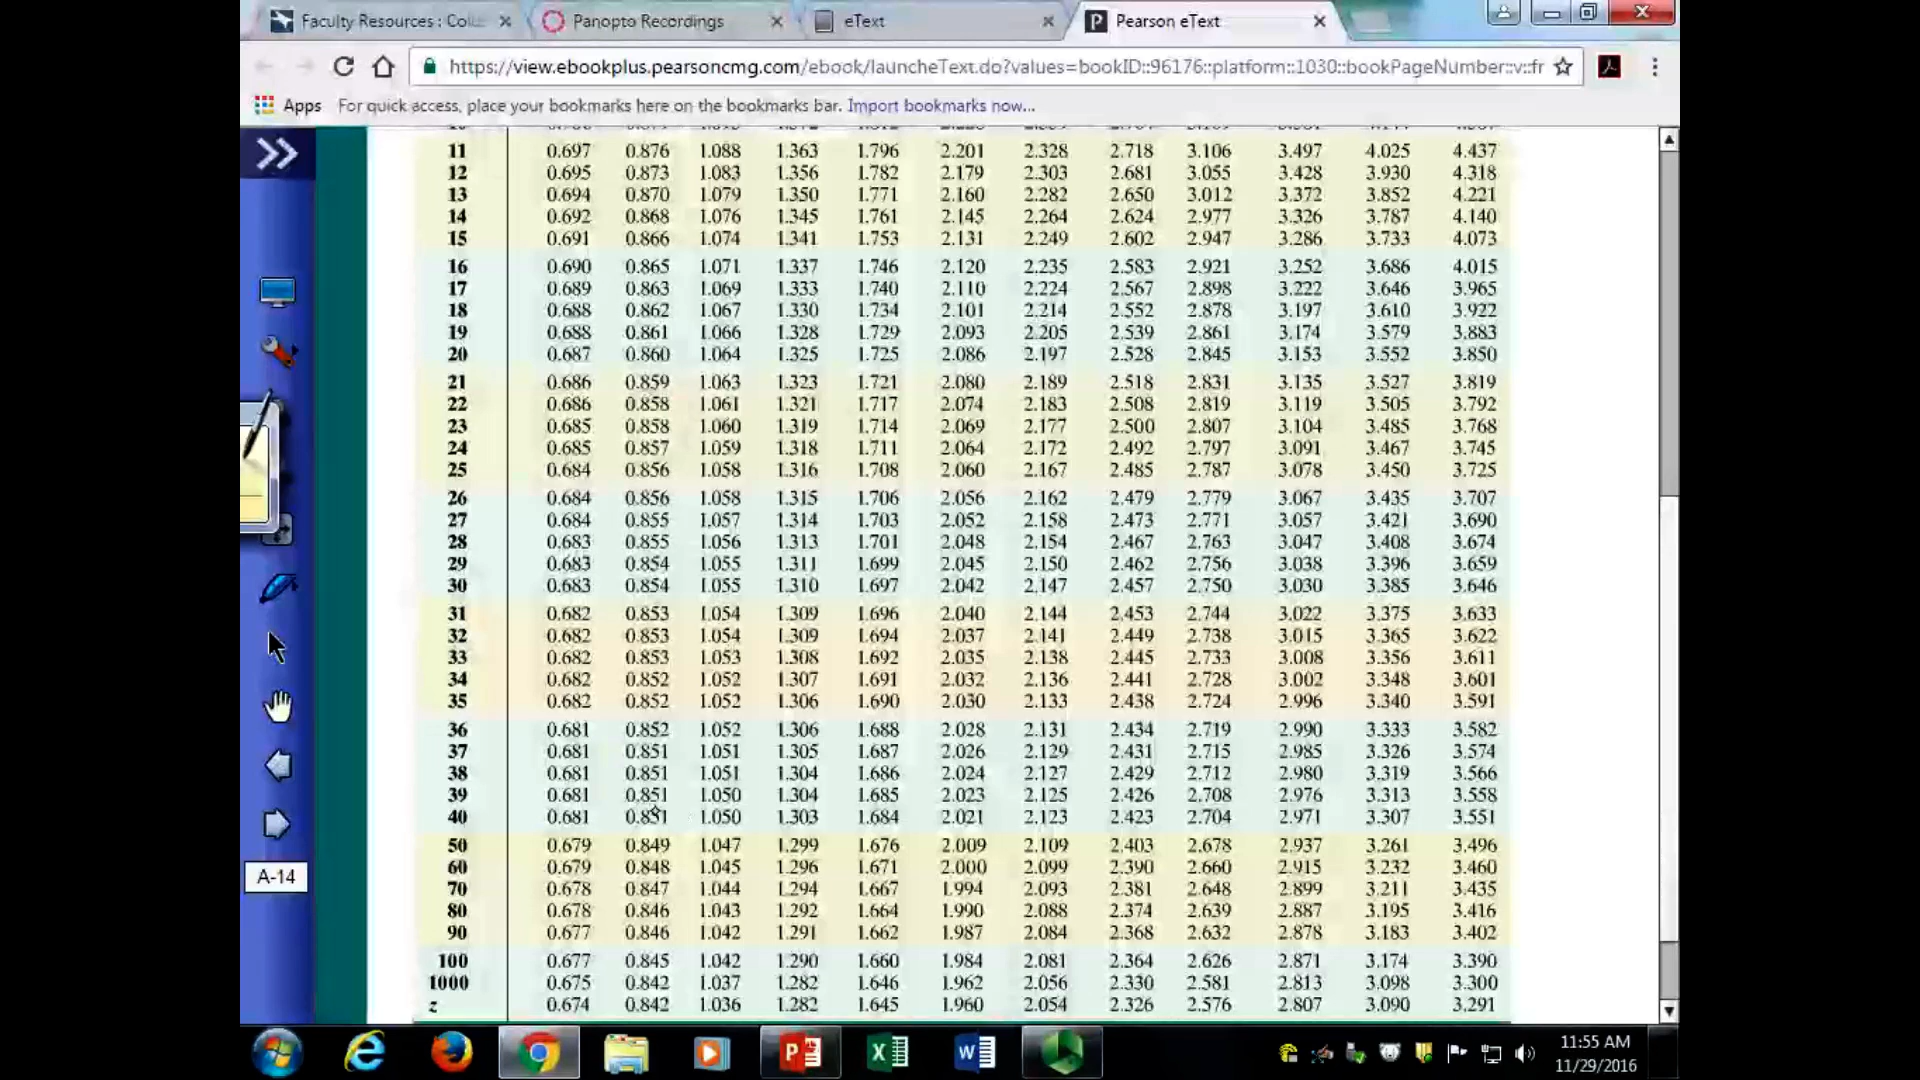 Faculty Resources : Colu
Panopto Recordings
eText
Pearson eText
https://view.ebookplus.pearsoncmg.com/ebook/launcheText.do?values=bookID::96176::platform::1030::bookPageNumber::v::fr
Apps For quick access, place your bookmarks here on the bookmarks bar. Import bookmarks now...
11 0.697 0.876 1.088 1.363 1.796 2.201 2.328 2.718 3.106 3.497 4.025 4.437
12 0.695 0.873 1.083 1.356 1.782 2.179 2.303 2.681 3.055 3.428 3.930 4.318
13 0.694 0.870 1.079 1.350 1.771 2.160 2.282 2.650 3.012 3.372 3.852 4.221
14 0.692 0.868 1.076 1.345 1.761 2.145 2.264 2.624 2.977 3.326 3.787 4.140
15 0.691 0.866 1.074 1.341 1.753 2.131 2.249 2.602 2.947 3.286 3.733 4.073
16 0.690 0.865 1.071 1.337 1.746 2.120 2.235 2.583 2.921 3.252 3.686 4.015
17 0.689 0.863 1.069 1.333 1.740 2.110 2.224 2.567 2.898 3.222 3.646 3.965
18 0.688 0.862 1.067 1.330 1.734 2.101 2.214 2.552 2.878 3.197 3.610 3.922
19 0.688 0.861 1.066 1.328 1.729 2.093 2.205 2.539 2.861 3.174 3.579 3.883
20 0.687 0.860 1.064 1.325 1.725 2.086 2.197 2.528 2.845 3.153 3.552 3.850
21 0.686 0.859 1.063 1.323 1.721 2.080 2.189 2.518 2.831 3.135 3.527 3.819
22 0.686 0.858 1.061 1.321 1.717 2.074 2.183 2.508 2.819 3.119 3.505 3.792
23 0.685 0.858 1.060 1.319 1.714 2.069 2.177 2.500 2.807 3.104 3.485 3.768
24 0.685 0.857 1.059 1.318 1.711 2.064 2.172 2.492 2.797 3.091 3.467 3.745
25 0.684 0.856 1.058 1.316 1.708 2.060 2.167 2.485 2.787 3.078 3.450 3.725
26 0.684 0.856 1.058 1.315 1.706 2.056 2.162 2.479 2.779 3.067 3.435 3.707
27 0.684 0.855 1.057 1.314 1.703 2.052 2.158 2.473 2.771 3.057 3.421 3.690
28 0.683 0.855 1.056 1.313 1.701 2.048 2.154 2.467 2.763 3.047 3.408 3.674
29 0.683 0.854 1.055 1.311 1.699 2.045 2.150 2.462 2.756 3.038 3.396 3.659
30 0.683 0.854 1.055 1.310 1.697 2.042 2.147 2.457 2.750 3.030 3.385 3.646
31 0.682 0.853 1.054 1.309 1.696 2.040 2.144 2.453 2.744 3.022 3.375 3.633
32 0.682 0.853 1.054 1.309 1.694 2.037 2.141 2.449 2.738 3.015 3.365 3.622
33 0.682 0.853 1.053 1.308 1.692 2.035 2.138 2.445 2.733 3.008 3.356 3.611
34 0.682 0.852 1.052 1.307 1.691 2.032 2.136 2.441 2.728 3.002 3.348 3.601
35 0.682 0.852 1.052 1.306 1.690 2.030 2.133 2.438 2.724 2.996 3.340 3.591
36 0.681 0.852 1.052 1.306 1.688 2.028 2.131 2.434 2.719 2.990 3.333 3.582
37 0.681 0.851 1.051 1.305 1.687 2.026 2.129 2.431 2.715 2.985 3.326 3.574
38 0.681 0.851 1.051 1.304 1.686 2.024 2.127 2.429 2.712 2.980 3.319 3.566
39 0.681 0.851 1.050 1.304 1.685 2.023 2.125 2.426 2.708 2.976 3.313 3.558
40 0.681 0.851 1.050 1.303 1.684 2.021 2.123 2.423 2.704 2.971 3.307 3.551
50 0.679 0.849 1.047 1.299 1.676 2.009 2.109 2.403 2.678 2.937 3.261 3.496
60 0.679 0.848 1.045 1.296 1.671 2.000 2.099 2.390 2.660 2.915 3.232 3.460
70 0.678 0.847 1.044 1.294 1.667 1.994 2.093 2.381 2.648 2.899 3.211 3.435
80 0.678 0.846 1.043 1.292 1.664 1.990 2.088 2.374 2.639 2.887 3.195 3.416
90 0.677 0.846 1.042 1.291 1.662 1.987 2.084 2.368 2.632 2.878 3.183 3.402
100 0.677 0.845 1.042 1.290 1.660 1.984 2.081 2.364 2.626 2.871 3.174 3.390
1000 0.675 0.842 1.037 1.282 1.646 1.962 2.056 2.330 2.581 2.813 3.098 3.300
z 0.674 0.842 1.036 1.282 1.645 1.960 2.054 2.326 2.576 2.807 3.090 3.291
A-14
11:55 AM
11/29/2016